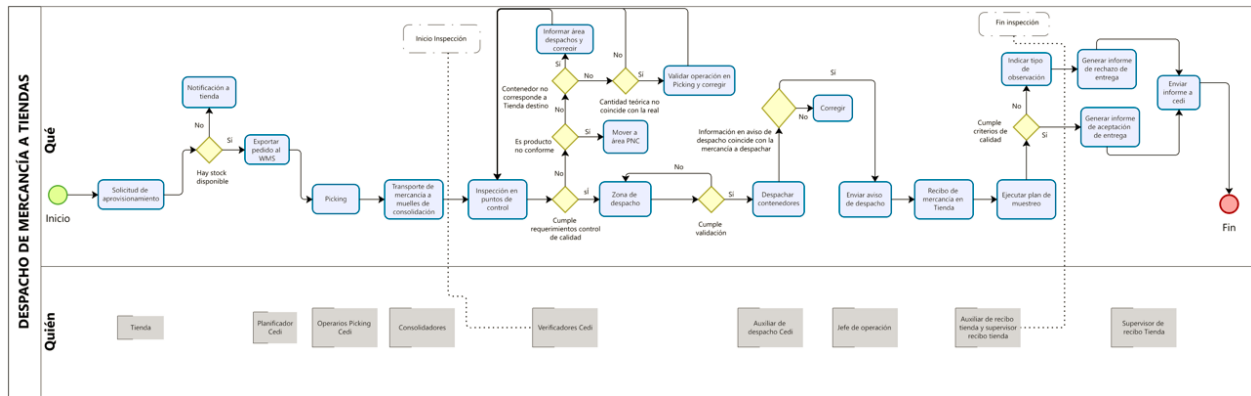 DESPACHO DE MERCANCÍA A TIENDAS
Qué
Inicio
Solicitud de
aprovisionamiento
Notificación a
tienda
No
Si
Hay stock
disponible
Exportar
pedido al
WMS
Picking
Transporte de
mercancía a
muelles de
consolidación
Inicio Inspección
Inspección en
puntos de
control
Informar área
despachos y
corregir
Si
No
Contenedor no
corresponde a
Tienda destino
No
Si
Cantidad teórica no
coincide con la real
Validar operación en
Picking y corregir
No
Es producto
no conforme
Si
Mover a
área PNC
No
sí
Cumple
requerimientos control
de calidad
Zona de
despacho
No
Sí
Cumple
validación
Despachar
contenedores
Información en aviso de
despacho coincide con la
mercancía a despachar
Si
No
Corregir
Enviar aviso
de despacho
Recibo de
mercancía en
Tienda
Ejecutar plan de
muestreo
Fin inspección
Indicar tipo de
observación
No
Cumple
criterios de
calidad
Sí
Generar informe
de rechazo de
entrega
Generar informe
de aceptación de
entrega
Enviar
informe a
cedi
Fin
Quién
Tienda
Planificador
Cedi
Operarios Picking
Cedi
Consolidadores
Verificadores Cedi
Auxiliar de
despacho Cedi
Jefe de operación
Auxiliar de recibo
tienda y supervisor
recibo tienda
Supervisor de
recibo Tienda